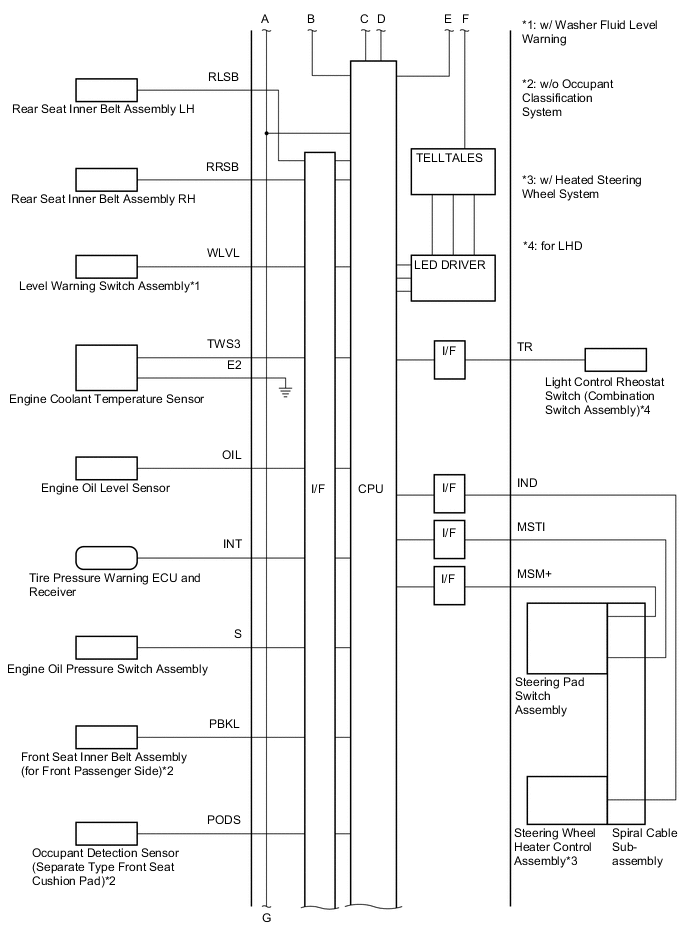 A B C D E F
*1: w/ Washer Fluid Level
Warning
RLSB
Rear Seat Inner Belt Assembly LH
*2: w/o Occupant
Classification
System
TELLTALES
RRSB
Rear Seat Inner Belt Assembly RH
*3: w/ Heated Steering
Wheel System
*4: for LHD
WLVL
Level Warning Switch Assembly*1
LED DRIVER
TWS3
E2
Engine Coolant Temperature Sensor
I/F
TR
Light Control Rheostat
Switch (Combination
Switch Assembly)*4
OIL
Engine Oil Level Sensor
I/F
CPU
I/F
IND
I/F
MSTI
INT
Tire Pressure Warning ECU and
Receiver
I/F
MSM+
S
Engine Oil Pressure Switch Assembly
Steering Pad
Switch
Assembly
PBKL
Front Seat Inner Belt Assembly
(for Front Passenger Side)*2
PODS
Occupant Detection Sensor
(Separate Type Front Seat
Cushion Pad)*2
Steering Wheel
Heater Control
Assembly*3
Spiral Cable
Sub-
assembly
G